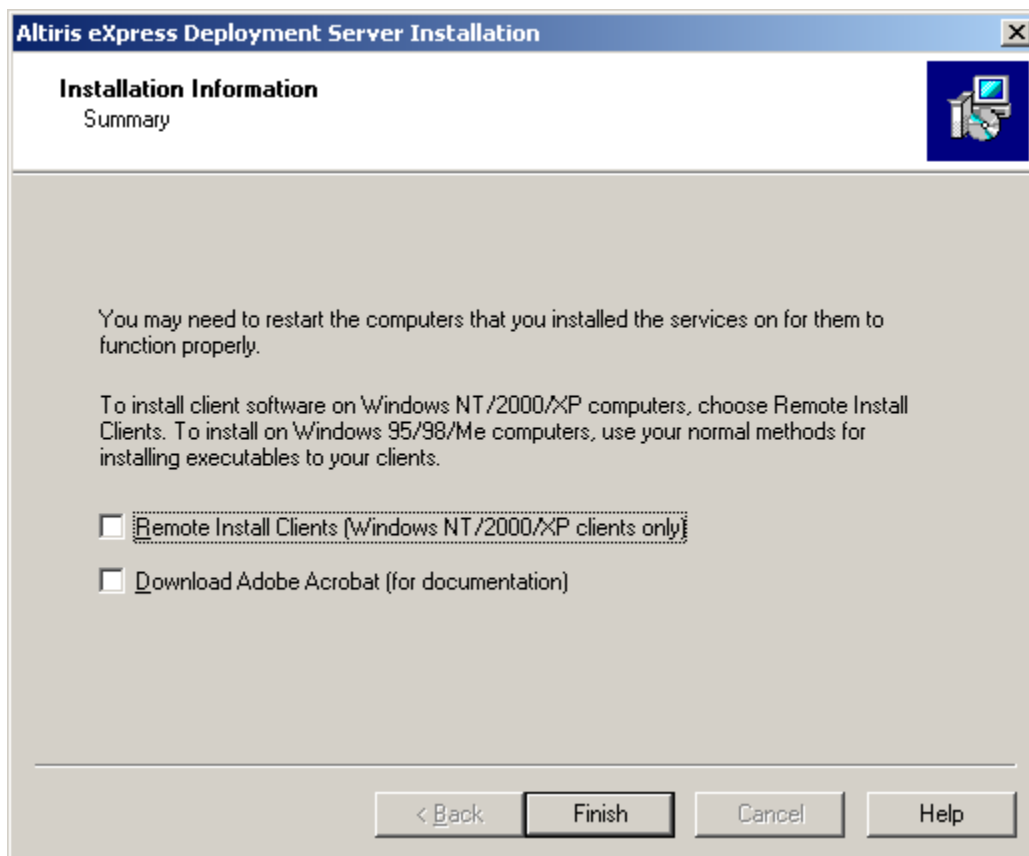 Altiris eXpress Deployment Server Installation
Installation Information
Summary
You may need to restart the computers that you installed the services on for them to
function properly.
To install client software on Windows NT/2000/XP computers, choose Remote Install
Clients. To install on Windows 95/98/Me computers, use your normal methods for
installing executables to your clients.
Remote Install Clients (Windows NT/2000/XP clients only)
Download Adobe Acrobat (for documentation)
< Back
Finish
Cancel
Help